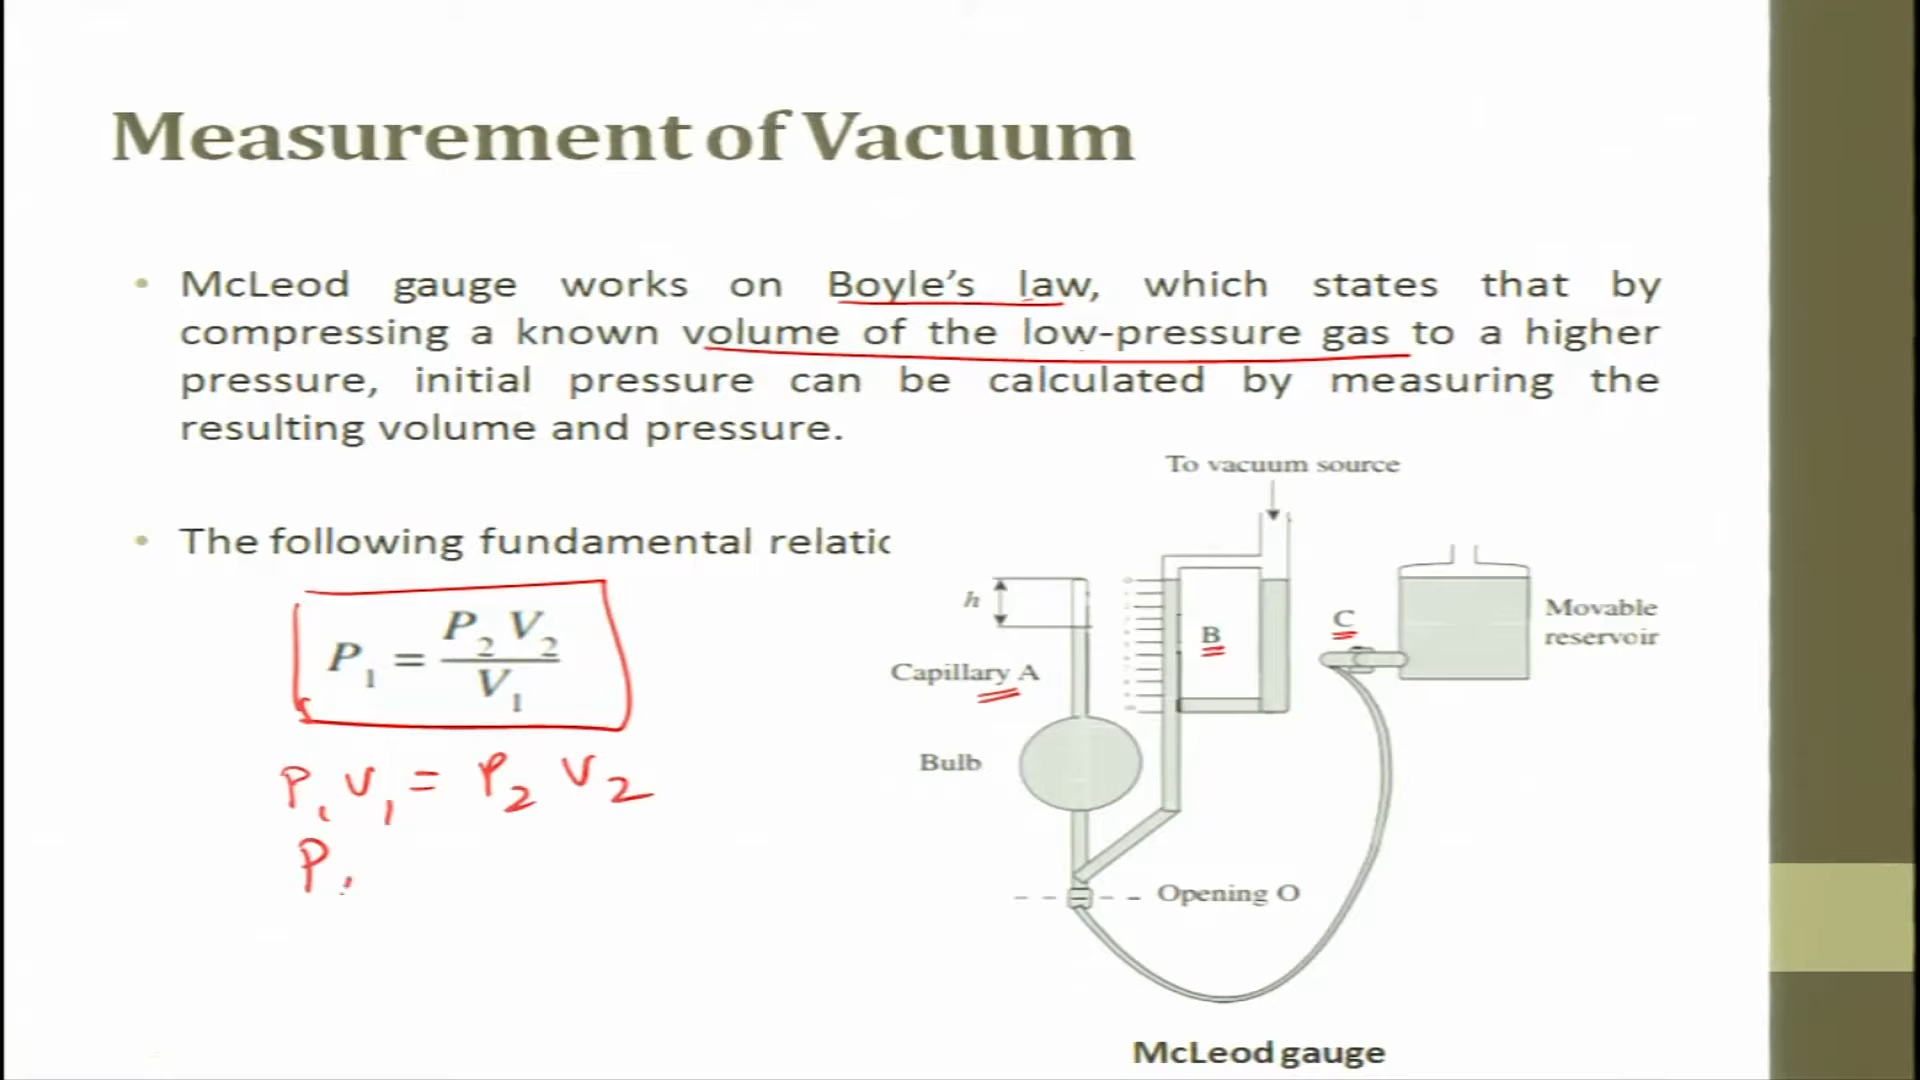 Measurement of Vacuum
• McLeod gauge works on Boyle's law, which states that by
compressing a known volume of the low-pressure gas to a higher
pressure, initial pressure can be calculated by measuring the
resulting volume and pressure.
• The following fundamental relatic
P₁ = P₂ V₂ / V₁
P₁ V₁ = P₂ V₂
P₁
To vacuum source
h
B
C
Movable
reservoir
Capillary A
Bulb
Opening O
McLeod gauge